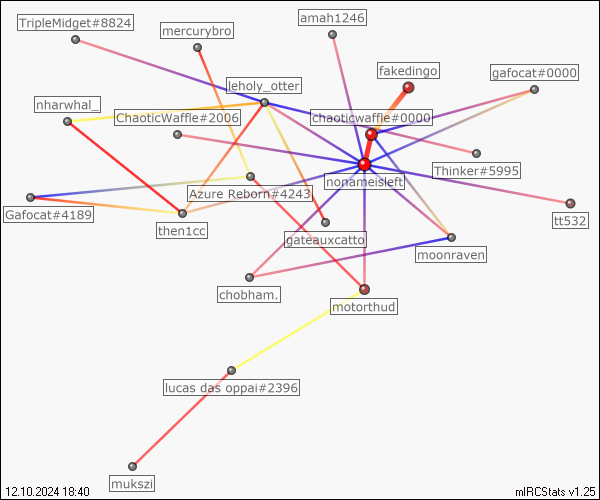 amah1246
TripleMidget#8824
mercurybro
fakedingo
gafocat#0000
leholy_otter
nharwhal_
ChaoticWaffle#2006
chaoticwaffle#0000
Thinker#5995
nonameisleft
Azure Reborn#4243
Gafocat#4189
tt532
then1cc
gateauxcatto
moonraven
chobham.
motorthud
lucas das oppai#2396
mukszi
12.10.2024 18:40
mIRCStats v1.25